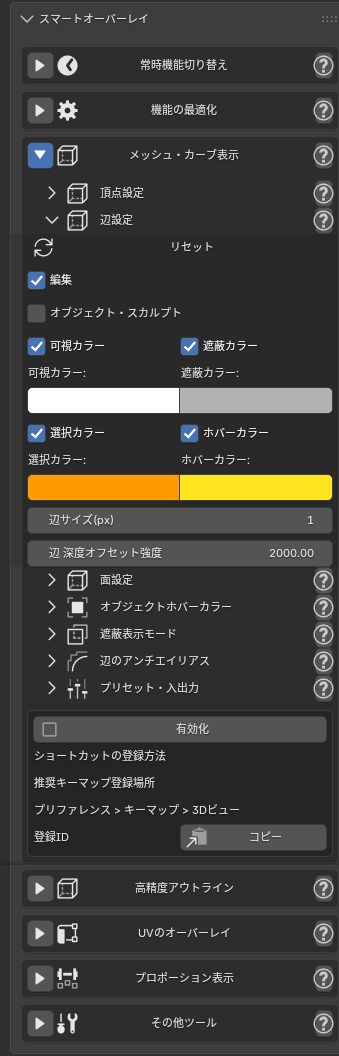 スマートオーバーレイ
常時機能切り替え
機能の最適化
メッシュ・カーブ表示
頂点設定
辺設定
リセット
編集
オブジェクト・スカルプト
可視カラー 遮蔽カラー
可視カラー: 遮蔽カラー:
選択カラー ホバーカラー
選択カラー: ホバーカラー:
辺サイズ(px) 1
辺 深度オフセット強度 2000.00
面設定
オブジェクトホバーカラー
遮蔽表示モード
辺のアンチエイリアス
プリセット・入出力
有効化
ショートカットの登録方法
推奨キーマップ登録場所
プリファレンス > キーマップ > 3Dビュー
登録ID コピー
高精度アウトライン
UVのオーバーレイ
プロポーション表示
その他ツール